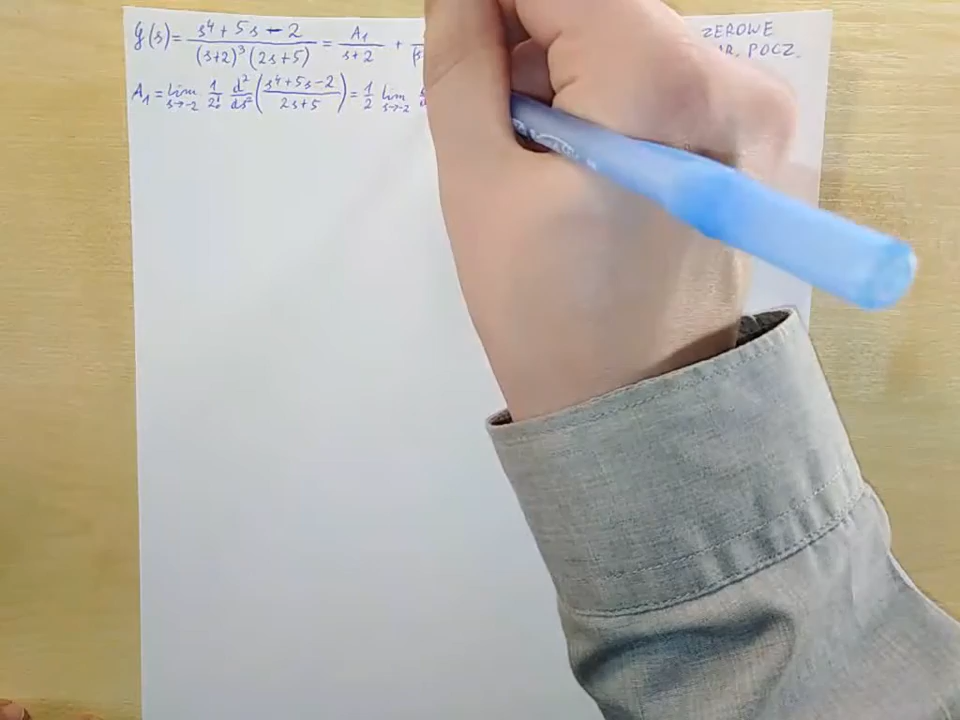 G(s) = (s⁴ + 5s - 2) / ((s+2)³ (2s+5)) = A₁ / (s+2) + ZEROWE
POCZ.
A₁ = lim s→-2 1/2! d²/ds² ((s⁴ + 5s - 2) / (2s+5)) = 1/2 lim s→-2